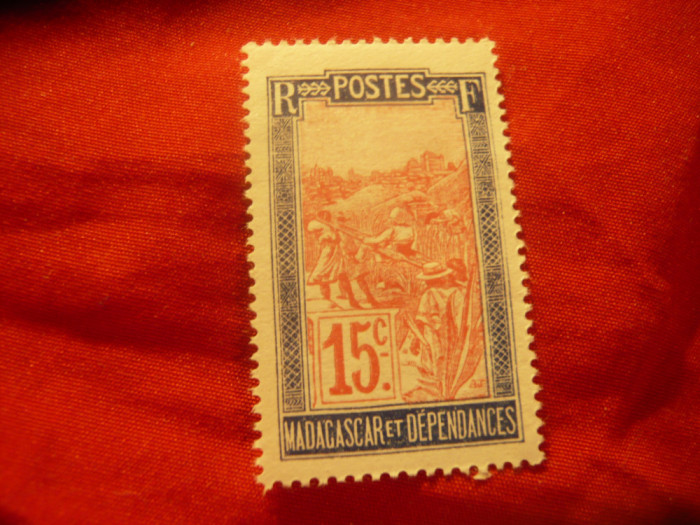 R POSTES F
15c.
MADAGASCAR ET DÉPENDANCES